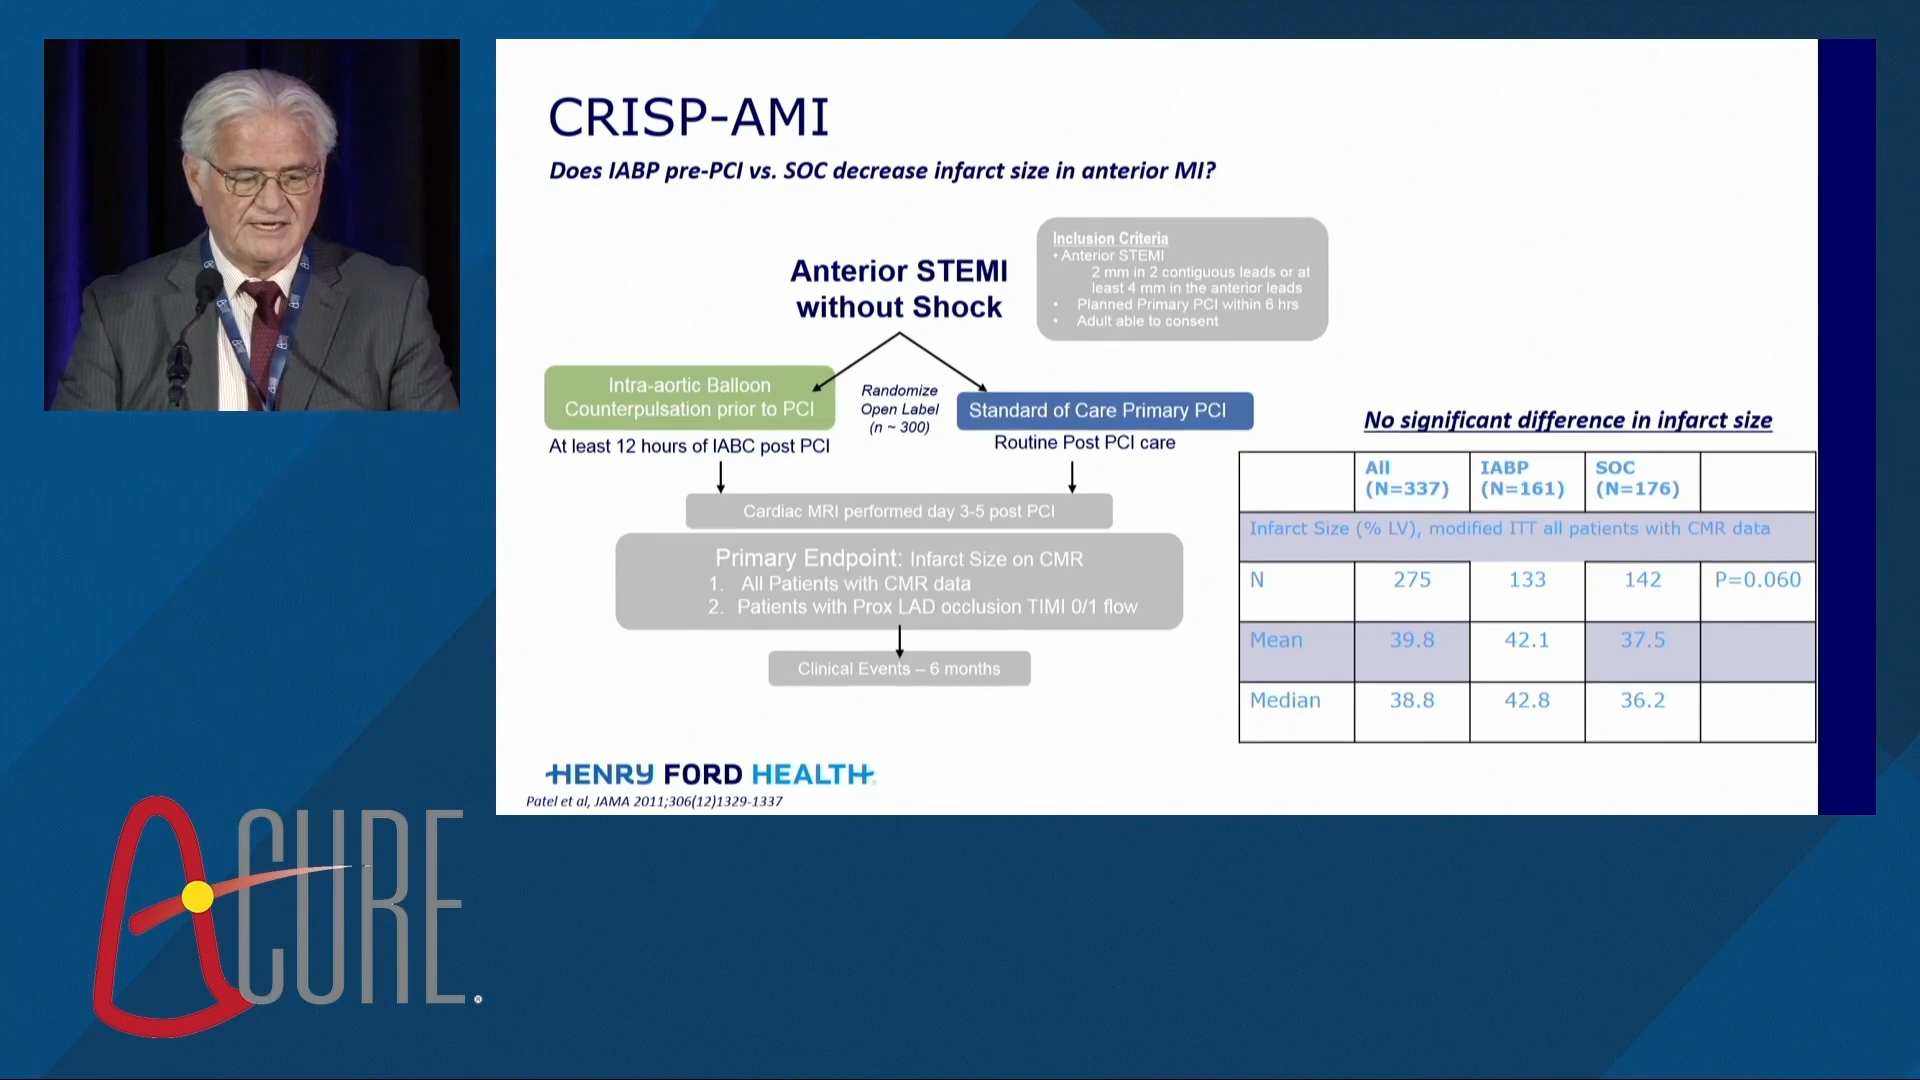 CRISP-AMI
Does IABP pre-PCI vs. SOC decrease infarct size in anterior MI?
Anterior STEMI
without Shock
Inclusion Criteria
• Anterior STEMI
2 mm in 2 contiguous leads or at
least 4 mm in the anterior leads
• Planned Primary PCI within 6 hrs
• Adult able to consent
Intra-aortic Balloon
Counterpulsation prior to PCI
At least 12 hours of IABC post PCI
Randomize
Open Label
(n ~ 300)
Standard of Care Primary PCI
Routine Post PCI care
Cardiac MRI performed day 3-5 post PCI
Primary Endpoint: Infarct Size on CMR
1. All Patients with CMR data
2. Patients with Prox LAD occlusion TIMI 0/1 flow
Clinical Events – 6 months
No significant difference in infarct size
All (N=337) IABP (N=161) SOC (N=176)
Infarct Size (% LV), modified ITT all patients with CMR data
N 275 133 142 P=0.060
Mean 39.8 42.1 37.5
Median 38.8 42.8 36.2
HENRY FORD HEALTH
Patel et al, JAMA 2011;306(12)1329-1337
A-CURE.®